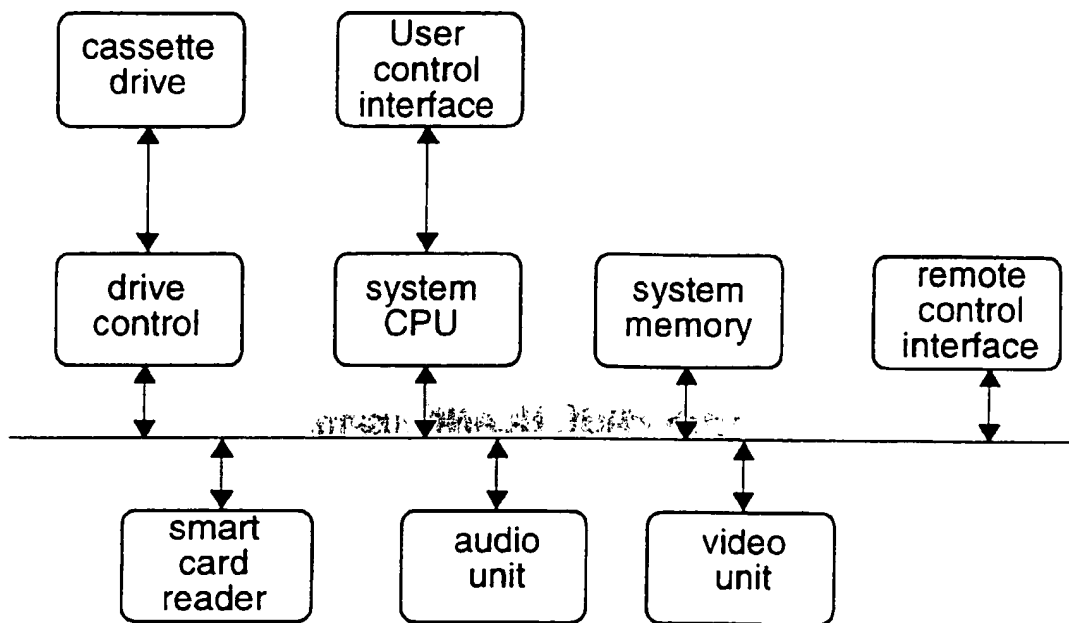 cassette
drive
User
control
interface
drive
control
system
CPU
system
memory
remote
control
interface
smart
card
reader
audio
unit
video
unit